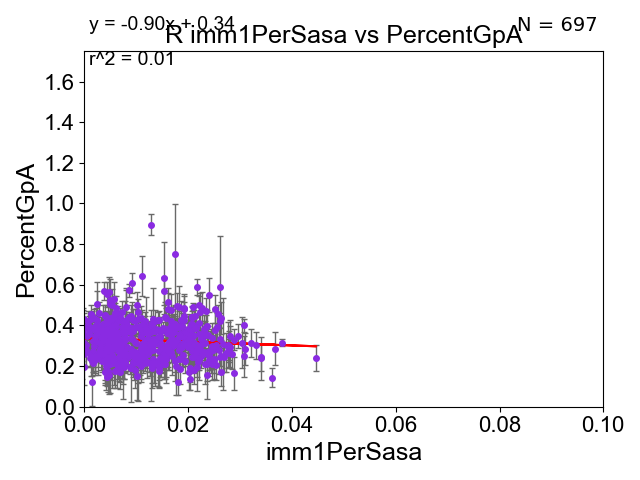 y = -0.90x + 0.34
R imm1PerSasa vs PercentGpA
N = 697
r^2 = 0.01
PercentGpA
1.6
1.4
1.2
1.0
0.8
0.6
0.4
0.2
0.0
0.00 0.02 0.04 0.06 0.08 0.10
imm1PerSasa